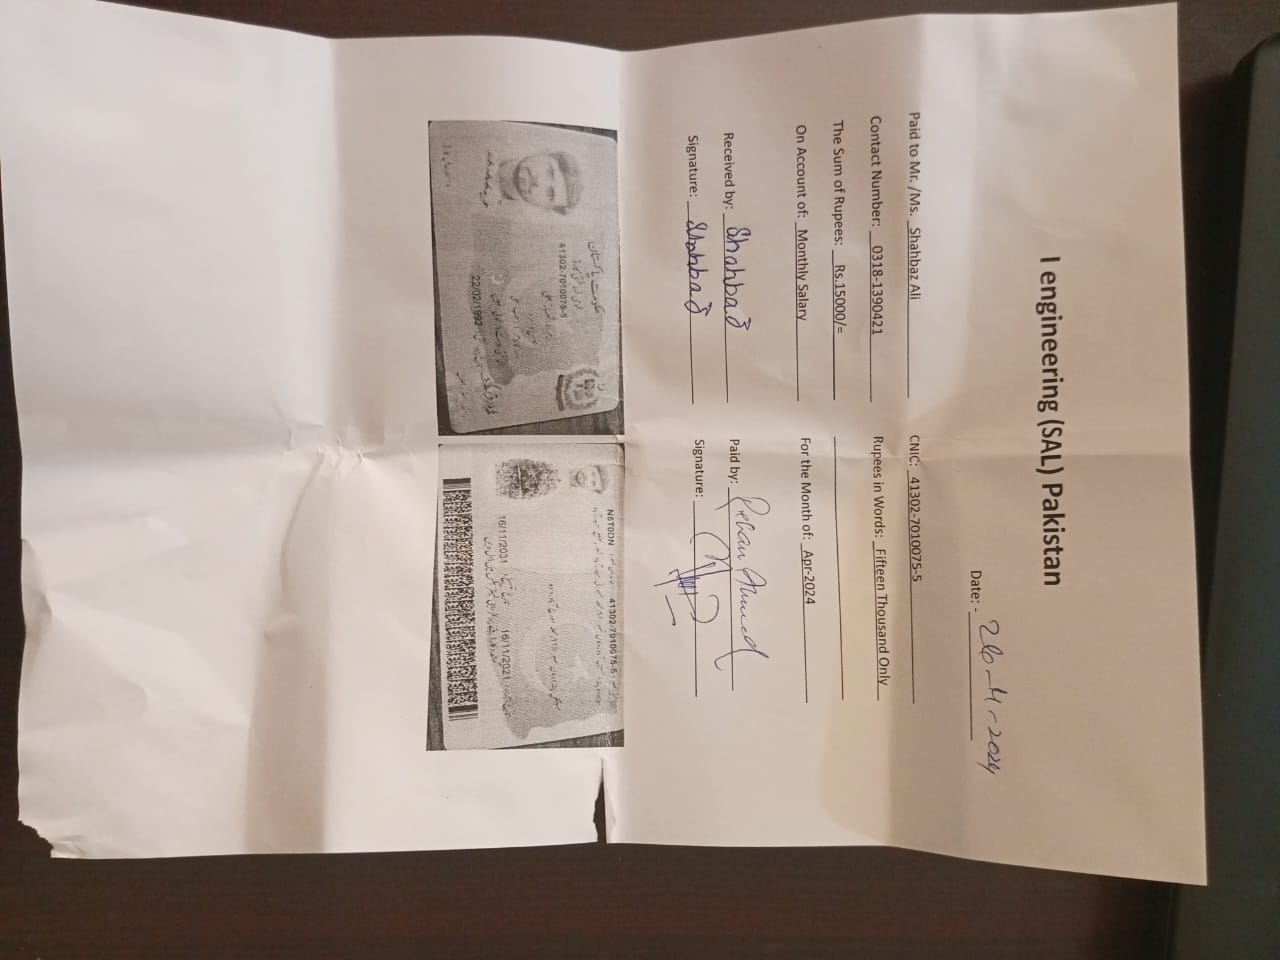 I engineering (SAL) Pakistan
Date: - 26-4-2024
Paid to Mr. /Ms. Shahbaz Ali CNIC: 41302-7010075-5
Contact Number: 0318-1390421 Rupees in Words: Fifteen Thousand Only
The Sum of Rupees: Rs.15000/=
On Account of: Monthly Salary For the Month of: Apr-2024
Received by: Shahbaz Paid by: Rehan Ahmed
Signature: Shahbaz Signature:
حکومت پاکستان
41302-7010075-5
22/02/1992
N5T0DN 41302-7010075-5
16/11/2021
16/11/2031